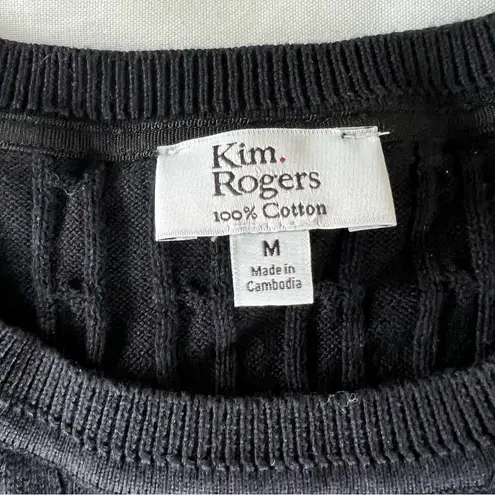 Kim.
Rogers
100% Cotton
M
Made in
Cambodia